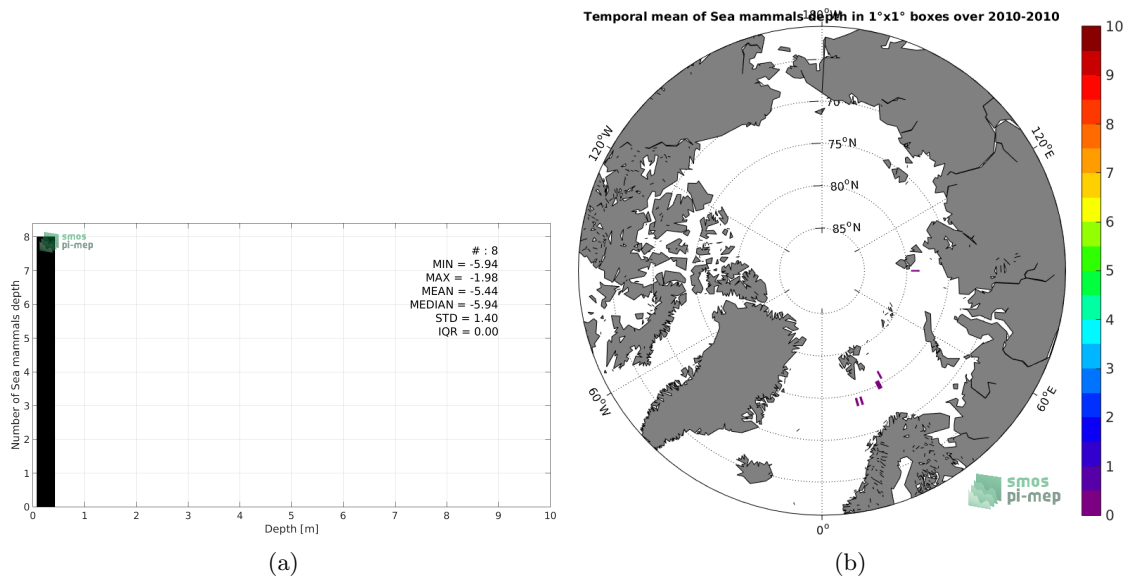 8
7
6
5
4
3
2
1
0
Number of Sea mammals depth
smos
pi-mep
# : 8
MIN = -5.94
MAX = -1.98
MEAN = -5.44
MEDIAN = -5.94
STD = 1.40
IQR = 0.00
0 1 2 3 4 5 6 7 8 9 10
Depth [m]
(a)
Temporal mean of Sea mammals depth in 1°x1° boxes over 2010-2010
180°W
120°W
120°E
70°
75°N
80°N
85°N
60°W
60°E
0°
smos
pi-mep
10
9
8
7
6
5
4
3
2
1
0
(b)